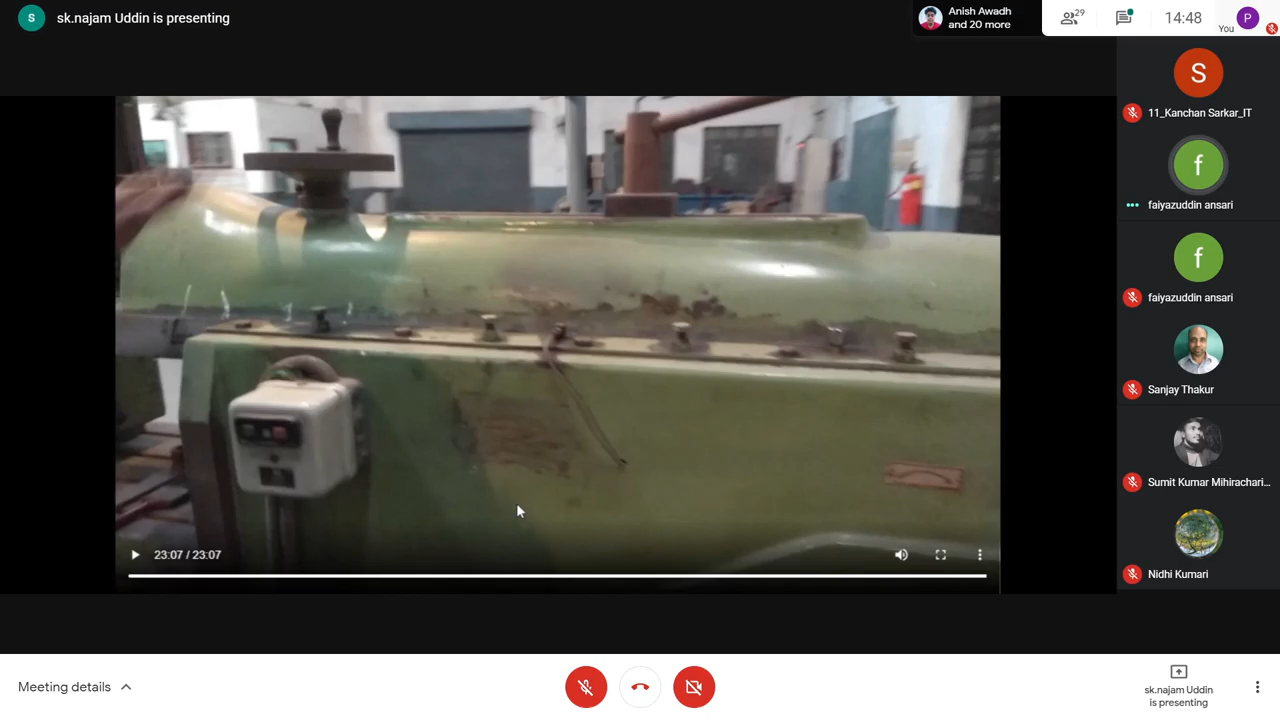 S
sk.najam Uddin is presenting
Anish Awadh
and 20 more
29
14:48
You
P
S
11_Kanchan Sarkar_IT
f
faiyazuddin ansari
f
faiyazuddin ansari
Sanjay Thakur
Sumit Kumar Mihirachari...
Nidhi Kumari
23:07 / 23:07
Meeting details
sk.najam Uddin
is presenting